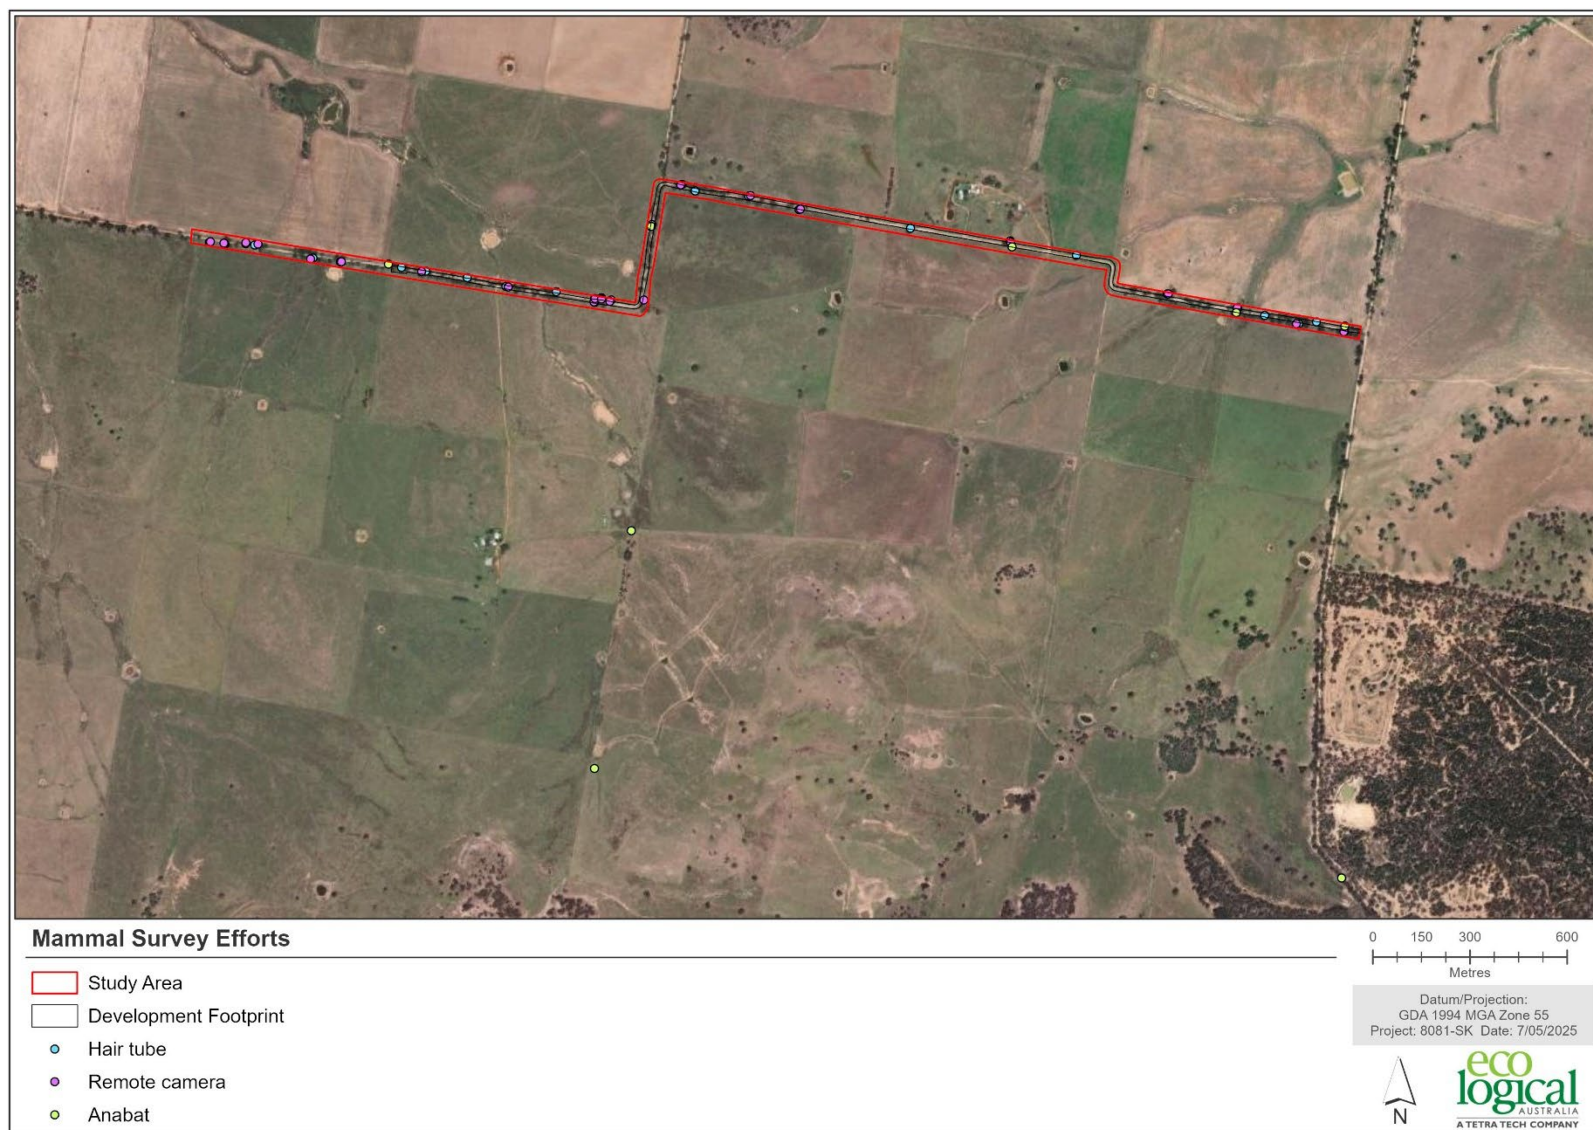 Mammal Survey Efforts
Study Area
Development Footprint
Hair tube
Remote camera
Anabat
0 150 300 600
Metres
Datum/Projection:
GDA 1994 MGA Zone 55
Project: 8081-SK Date: 7/05/2025
N
eco
logical
AUSTRALIA
A TETRA TECH COMPANY